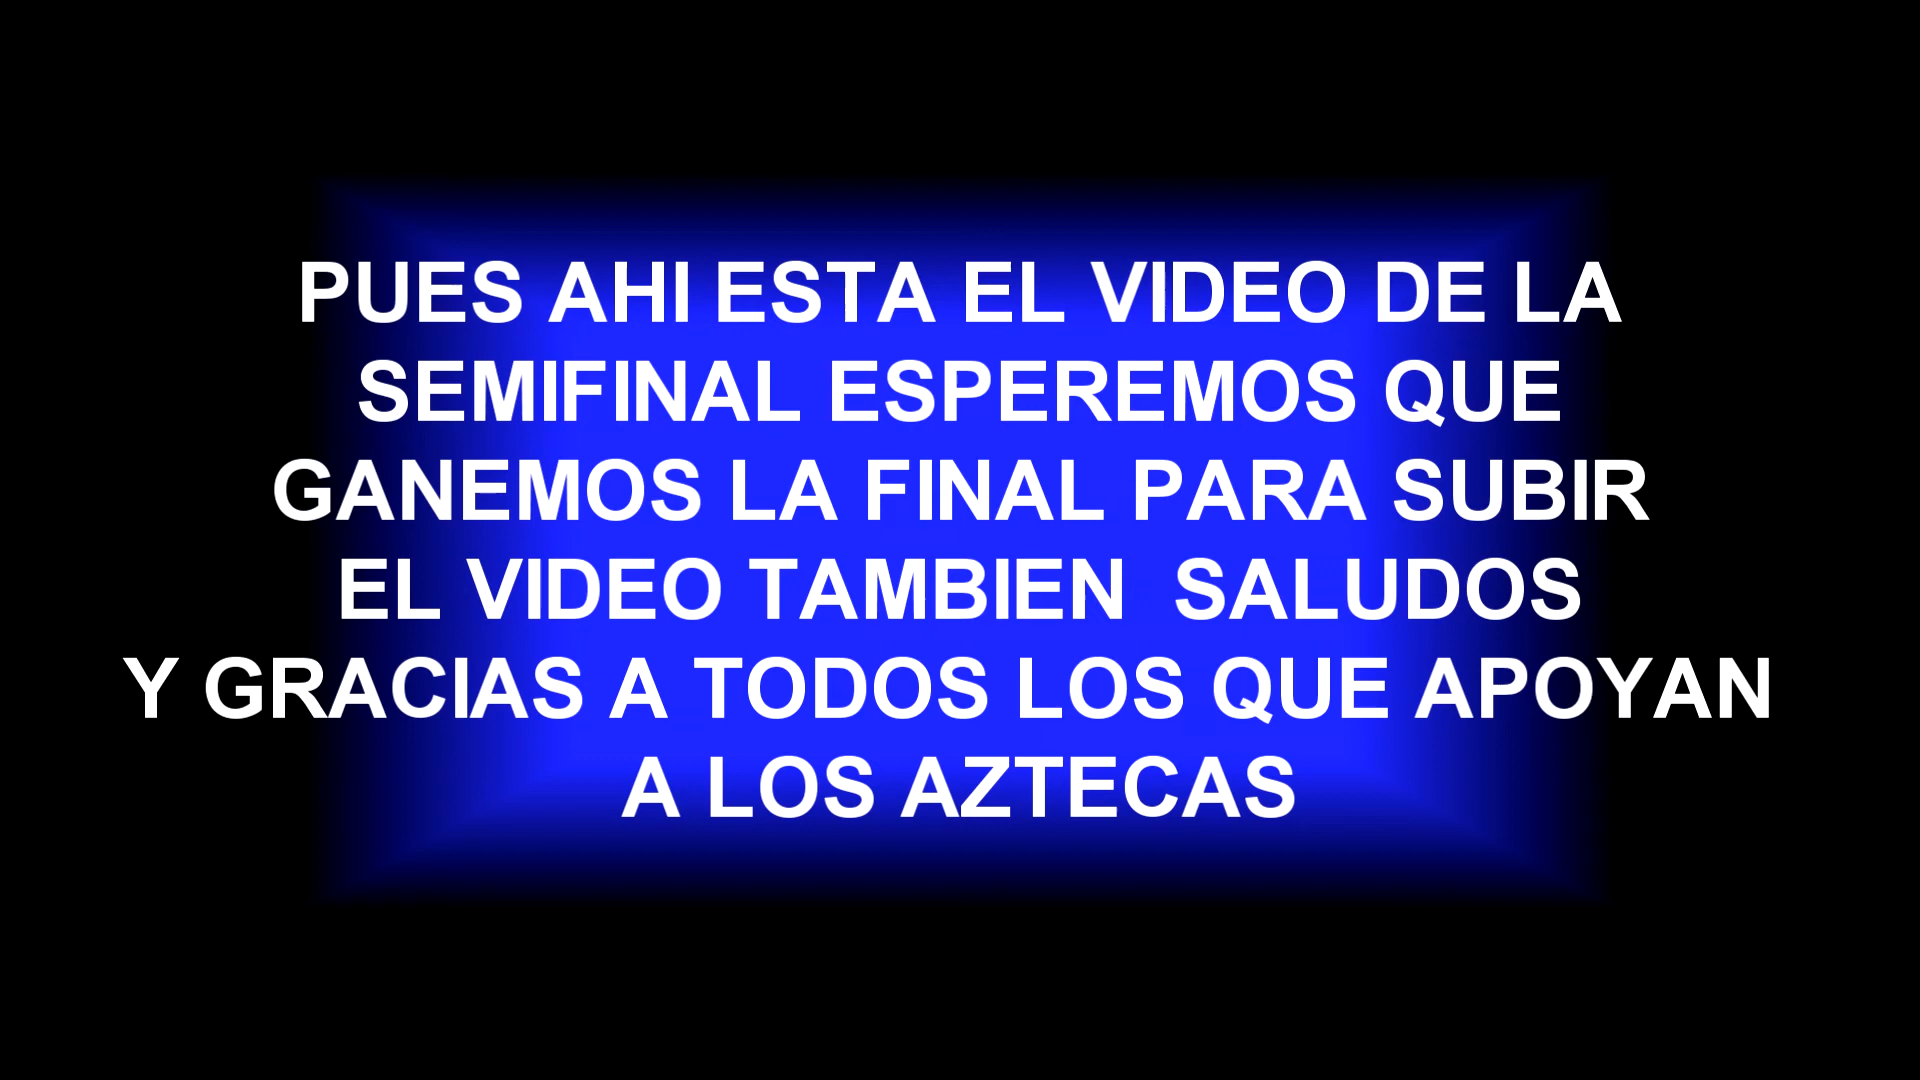 PUES AHI ESTA EL VIDEO DE LA
SEMIFINAL ESPEREMOS QUE
GANEMOS LA FINAL PARA SUBIR
EL VIDEO TAMBIEN  SALUDOS
Y GRACIAS A TODOS LOS QUE APOYAN
A LOS AZTECAS